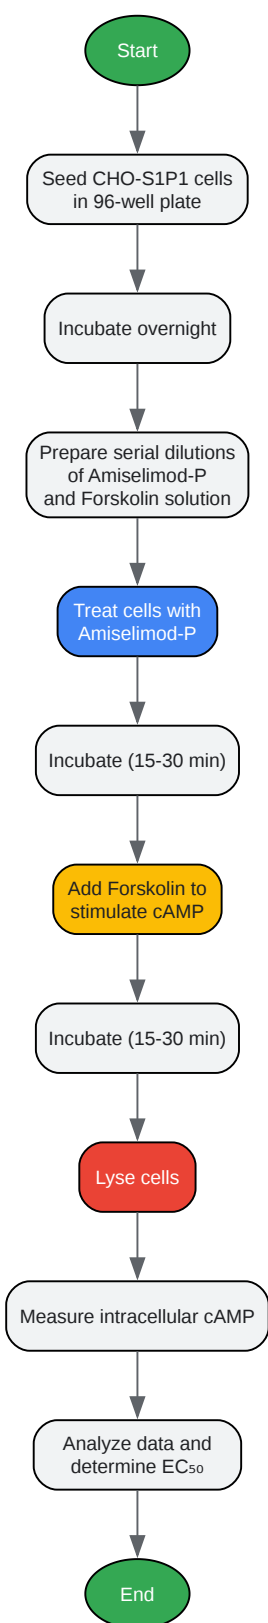 Start
Seed CHO-S1P1 cells
in 96-well plate
Incubate overnight
Prepare serial dilutions
of Amiselimod-P
and Forskolin solution
Treat cells with
Amiselimod-P
Incubate (15-30 min)
Add Forskolin to
stimulate cAMP
Incubate (15-30 min)
Lyse cells
Measure intracellular cAMP
Analyze data and
determine EC₅₀
End